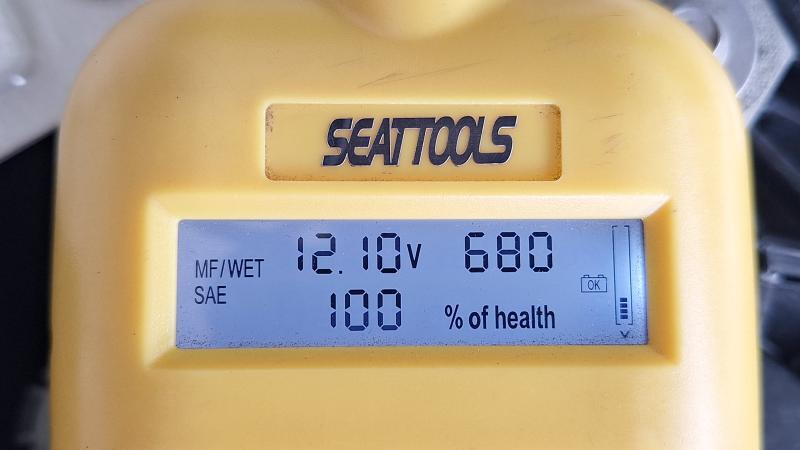 SEATTOOLS
MF/WET 12.10v 680
SAE 100 % of health
OK